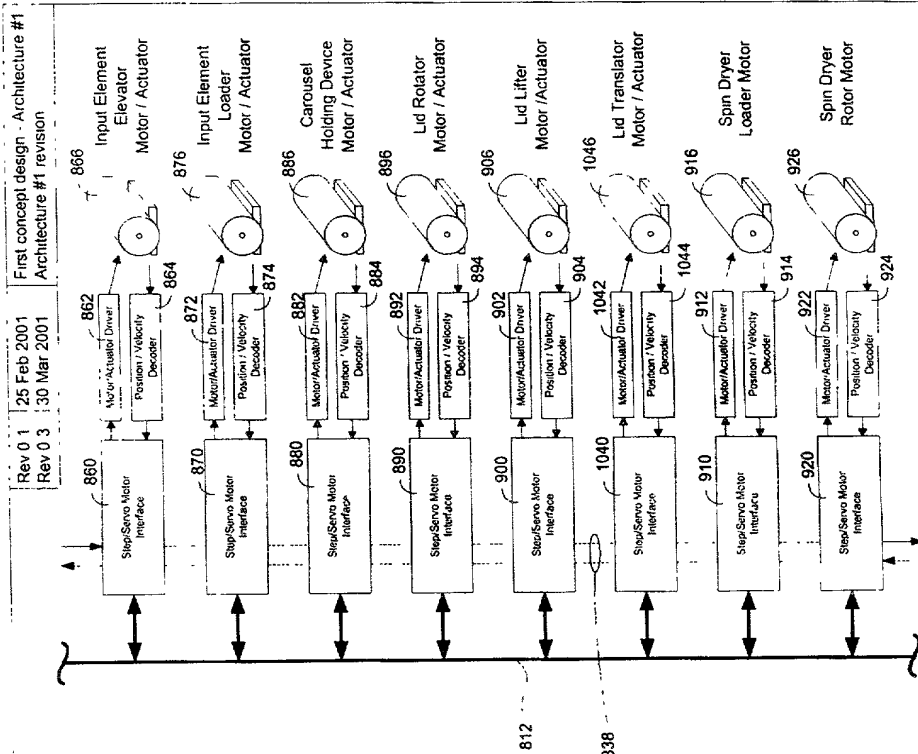 Rev 0 1 25 Feb 2001 First concept design - Architecture #1
Rev 0 3 30 Mar 2001 Architecture #1 revision
860
Step/Servo Motor
Interface
862
Motor/Actuator Driver
864
Position / Velocity
Decoder
866
Input Element
Elevator
Motor / Actuator
870
Step/Servo Motor
Interface
872
Motor/Actuator Driver
874
Position / Velocity
Decoder
876
Input Element
Loader
Motor / Actuator
880
Step/Servo Motor
Interface
882
Motor/Actuator Driver
884
Position / Velocity
Decoder
886
Carousel
Holding Device
Motor / Actuator
890
Step/Servo Motor
Interface
892
Motor/Actuator Driver
894
Position / Velocity
Decoder
896
Lid Rotator
Motor / Actuator
900
Step/Servo Motor
Interface
902
Motor/Actuator Driver
904
Position / Velocity
Decoder
906
Lid Lifter
Motor /Actuator
1040
Step/Servo Motor
Interface
1042
Motor/Actuator Driver
1044
Position / Velocity
Decoder
1046
Lid Translator
Motor / Actuator
910
Step/Servo Motor
Interface
912
Motor/Actuator Driver
914
Position / Velocity
Decoder
916
Spin Dryer
Loader Motor
920
Step/Servo Motor
Interface
922
Motor/Actuator Driver
924
Position / Velocity
Decoder
926
Spin Dryer
Rotor Motor
812
838